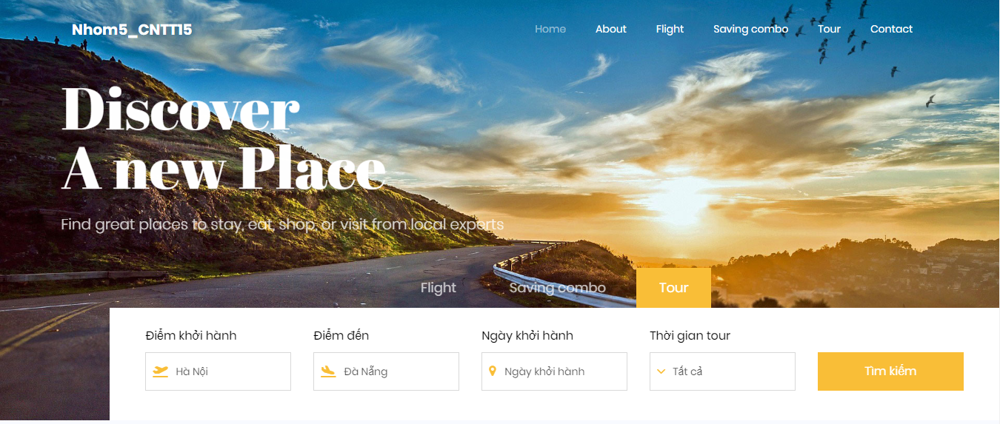 Nhom5_CNTT15
Home About Flight Saving combo Tour Contact
Discover
A new Place
Find great places to stay, eat, shop, or visit from local experts
Flight Saving combo Tour
Điểm khởi hành Điểm đến Ngày khởi hành Thời gian tour
Hà Nội Đà Nẵng Ngày khởi hành Tất cả Tìm kiếm